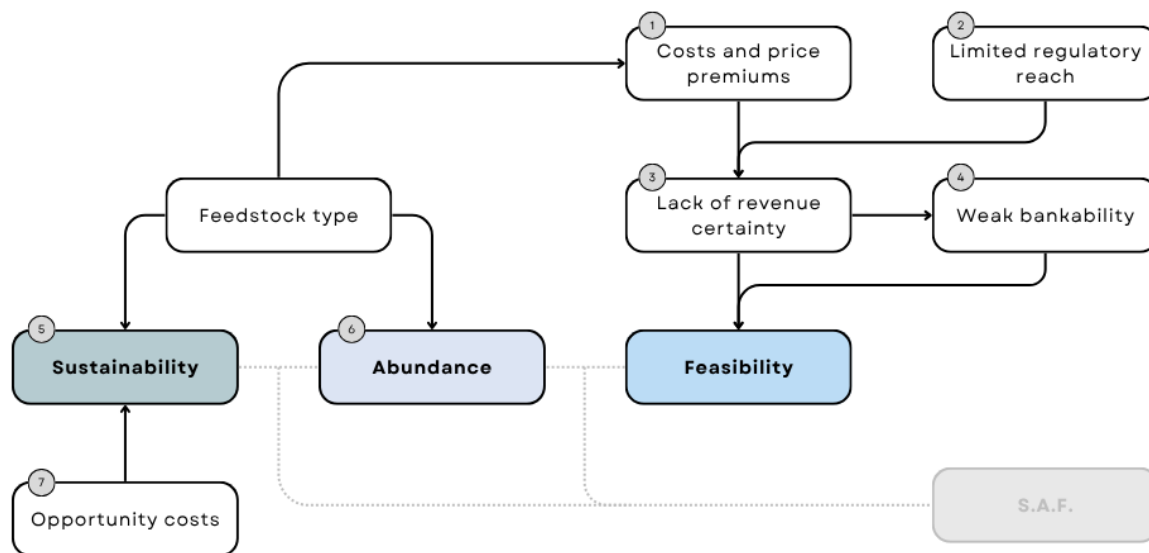 1
Costs and price
premiums
2
Limited regulatory
reach
Feedstock type
3
Lack of revenue
certainty
4
Weak bankability
5
Sustainability
6
Abundance
Feasibility
7
Opportunity costs
S.A.F.